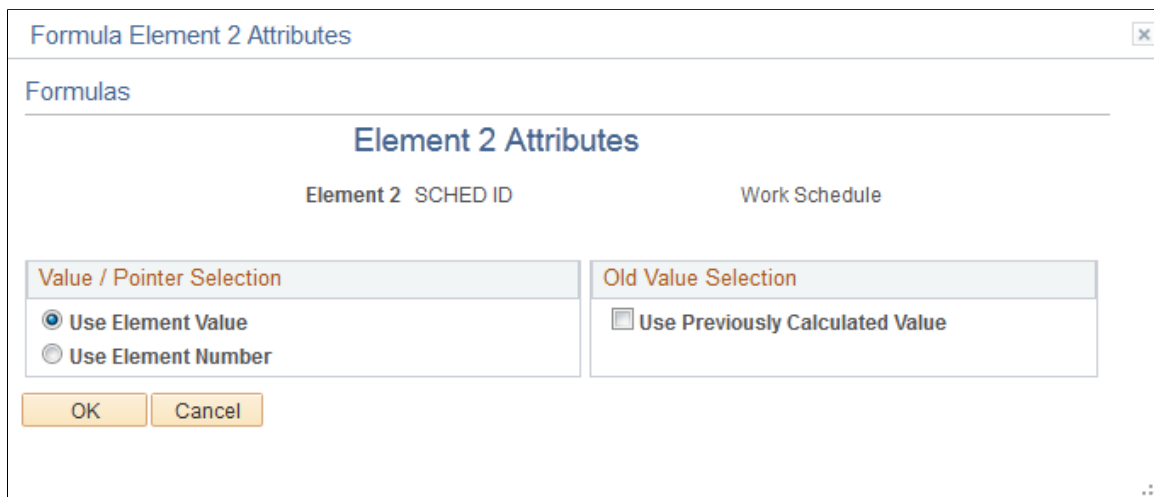 Formula Element 2 Attributes
Formulas
Element 2 Attributes
Element 2 SCHED ID Work Schedule
Value / Pointer Selection
Use Element Value
Use Element Number
Old Value Selection
Use Previously Calculated Value
OK Cancel